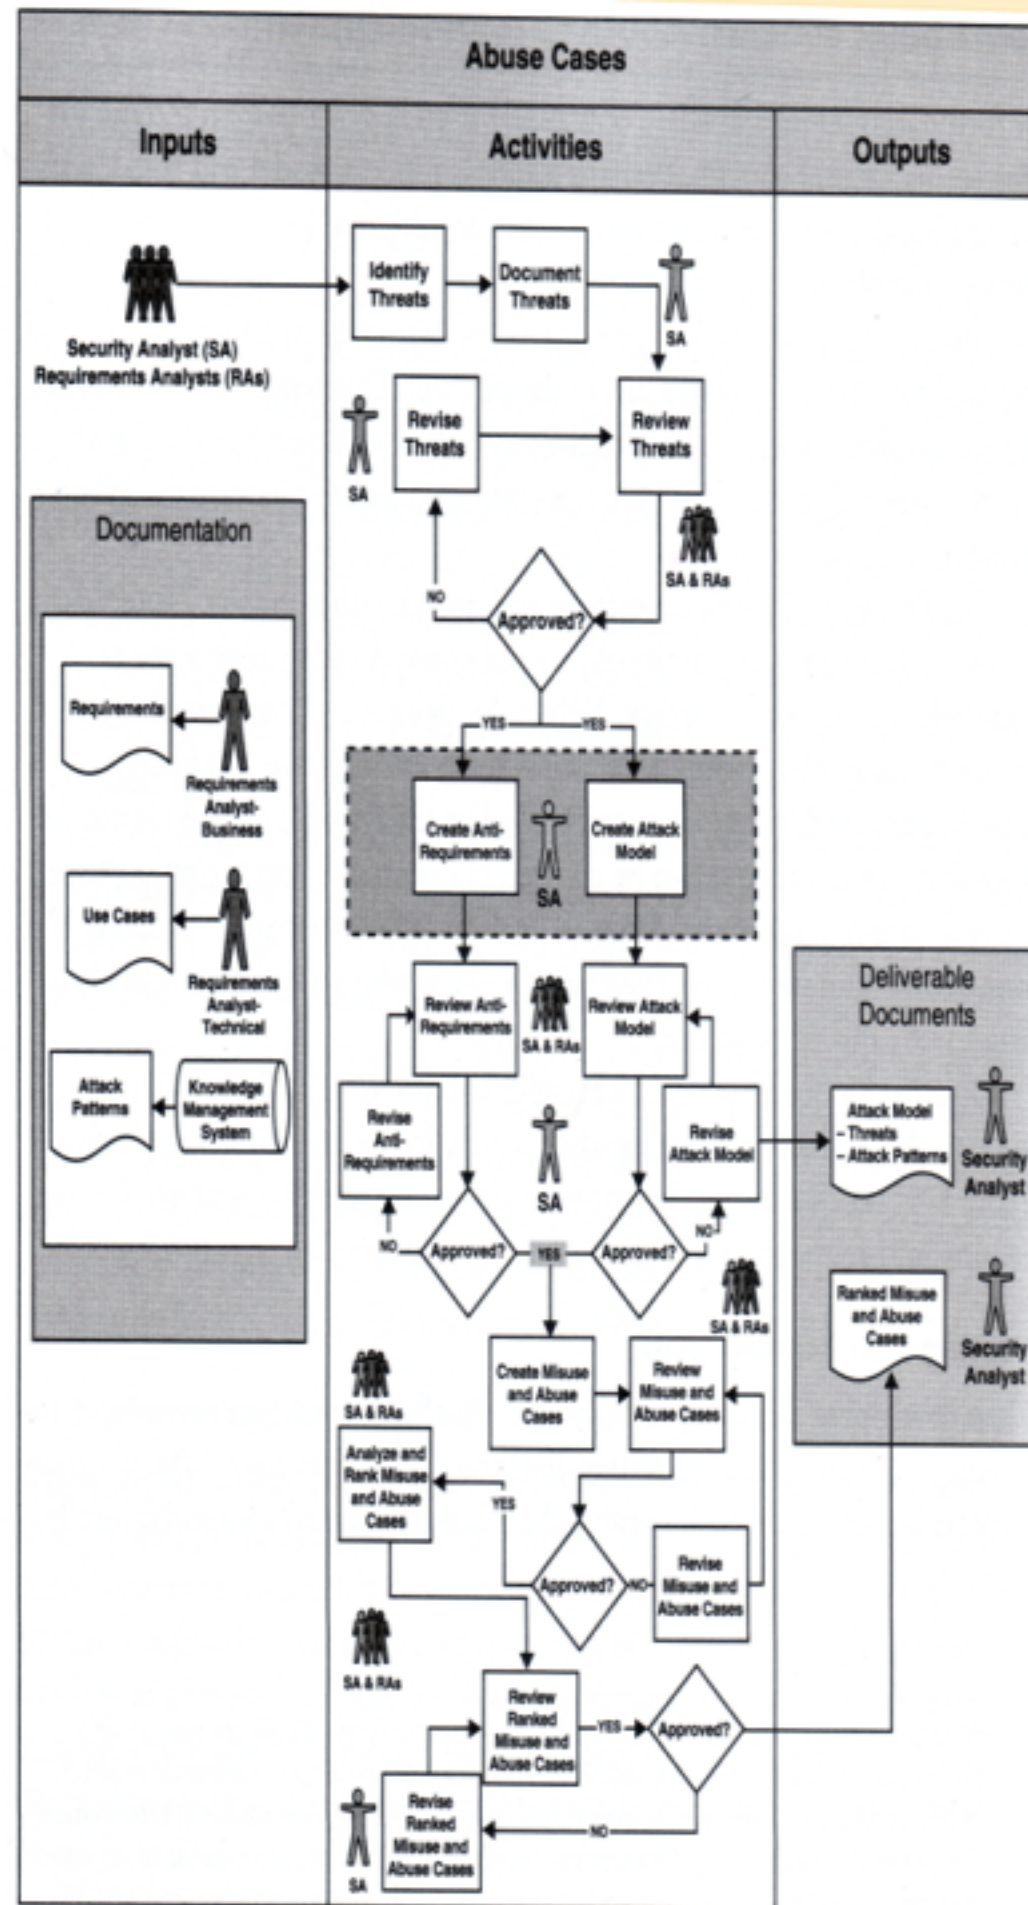 Abuse Cases
Inputs
Activities
Outputs
Security Analyst (SA)
Requirements Analysts (RAs)
Identify
Threats
Document
Threats
SA
Revise
Threats
SA
Review
Threats
SA & RAs
NO
Approved?
YES
YES
Documentation
Requirements
Requirements
Analyst-
Business
Use Cases
Requirements
Analyst-
Technical
Attack
Patterns
Knowledge
Management
System
Create Anti-
Requirements
SA
Create Attack
Model
Review Anti-
Requirements
SA & RAs
Review Attack
Model
Revise
Anti-
Requirements
SA
Revise
Attack Model
NO
Approved?
YES
Approved?
NO
SA & RAs
Create Misuse
and Abuse
Cases
Review
Misuse and
Abuse Cases
SA & RAs
Analyze and
Rank Misuse
and Abuse
Cases
YES
Approved?
NO
Revise
Misuse and
Abuse Cases
SA & RAs
Review
Ranked
Misuse and
Abuse Cases
YES
Approved?
Revise
Ranked
Misuse and
Abuse Cases
SA
NO
Deliverable
Documents
Attack Model
– Threats
– Attack Patterns
Security
Analyst
Ranked Misuse
and Abuse
Cases
Security
Analyst